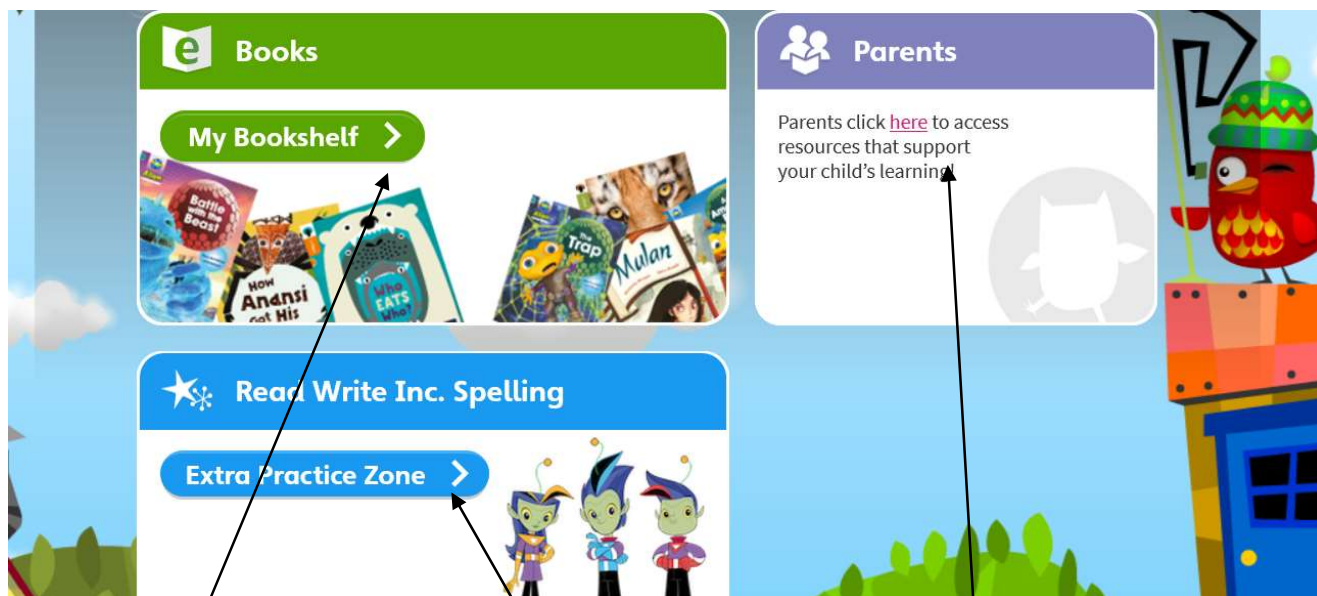 e Books
My Bookshelf
Battle
with the
Beast
How
Anansi
Got His
Who
EATS
Who?
The
Trap
Mulan
Parents
Parents click here to access
resources that support
your child's learning!
Read Write Inc. Spelling
Extra Practice Zone